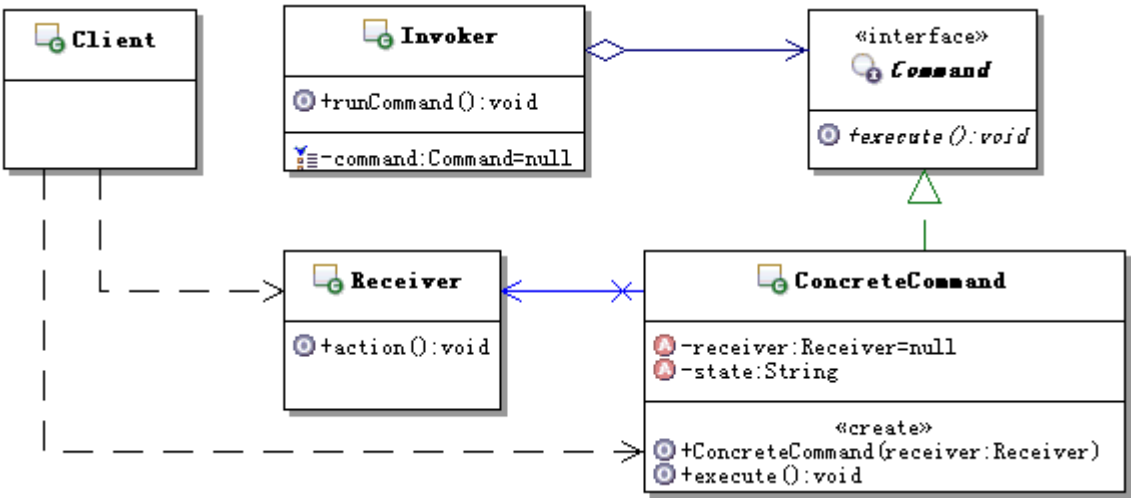 Client
Invoker
+runCommand():void
-command:Command=null
«interface»
Command
+execute():void
Receiver
+action():void
ConcreteCommand
-receiver:Receiver=null
-state:String
«create»
+ConcreteCommand(receiver:Receiver)
+execute():void